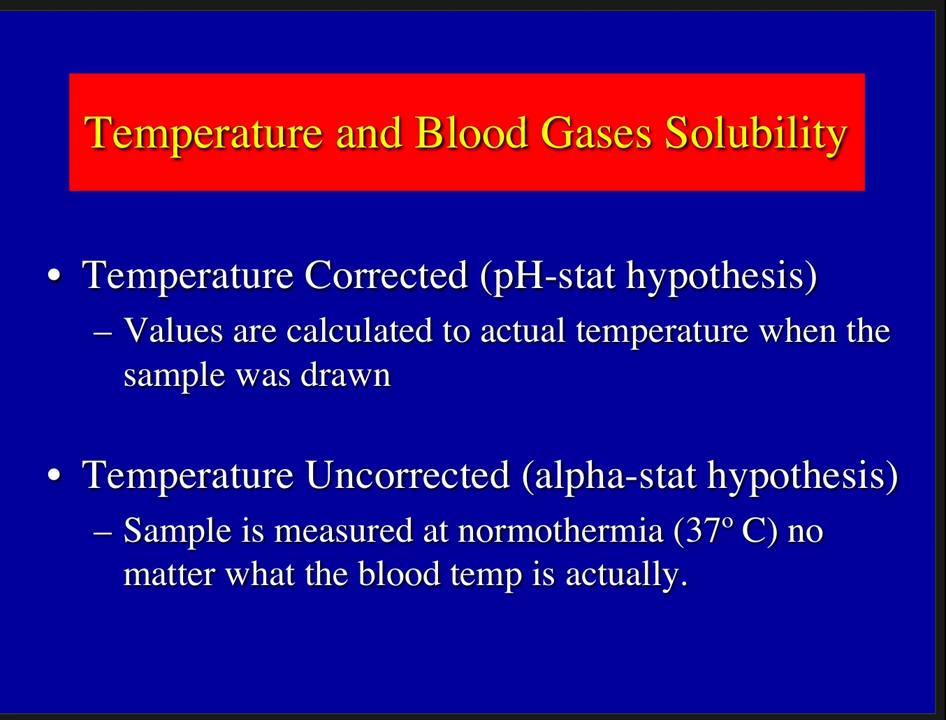 Temperature and Blood Gases Solubility
• Temperature Corrected (pH-stat hypothesis)
– Values are calculated to actual temperature when the
sample was drawn
• Temperature Uncorrected (alpha-stat hypothesis)
– Sample is measured at normothermia (37º C) no
matter what the blood temp is actually.